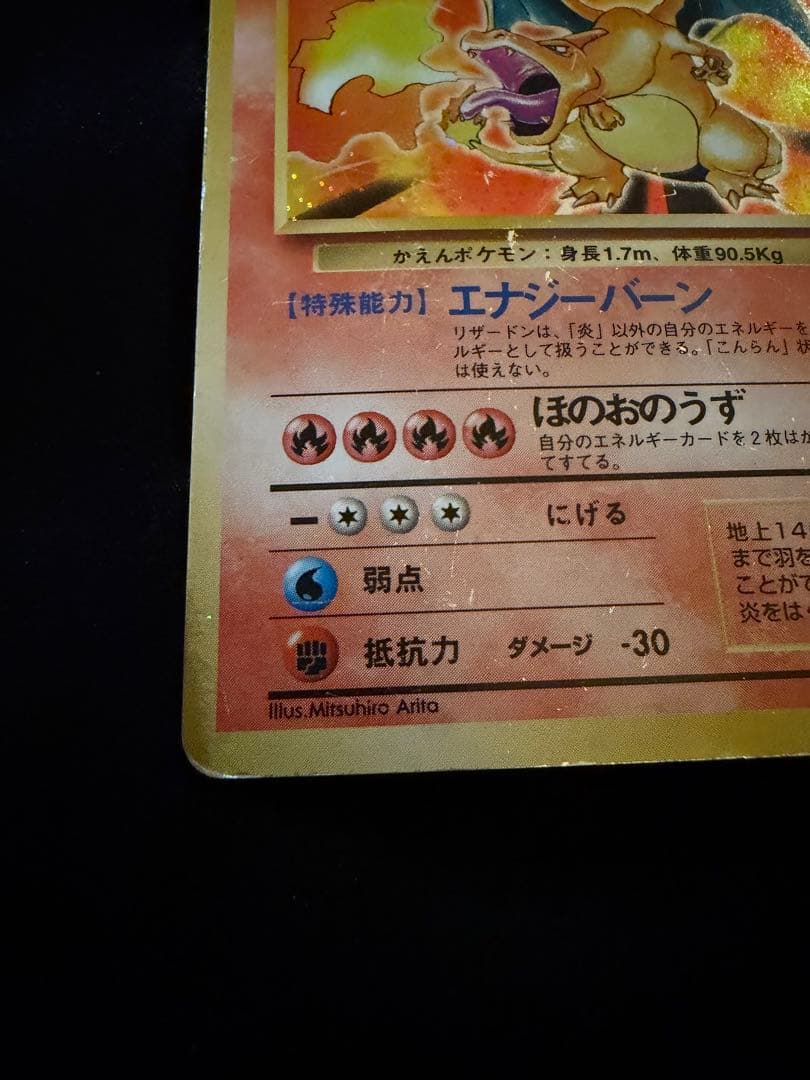 かえんポケモン：身長1.7m、体重90.5Kg
【特殊能力】 エナジーバーン
リザードンは、「炎」以外の自分のエネルギーを
ルギーとして扱うことができる。「こんらん」状
は使えない。
ほのおのうず
自分のエネルギーカードを2枚はが
てすてる。
ー にげる
弱点
抵抗力 ダメージ -30
Illus.Mitsuhiro Arita
地上14
まで羽を
ことがで
炎をは